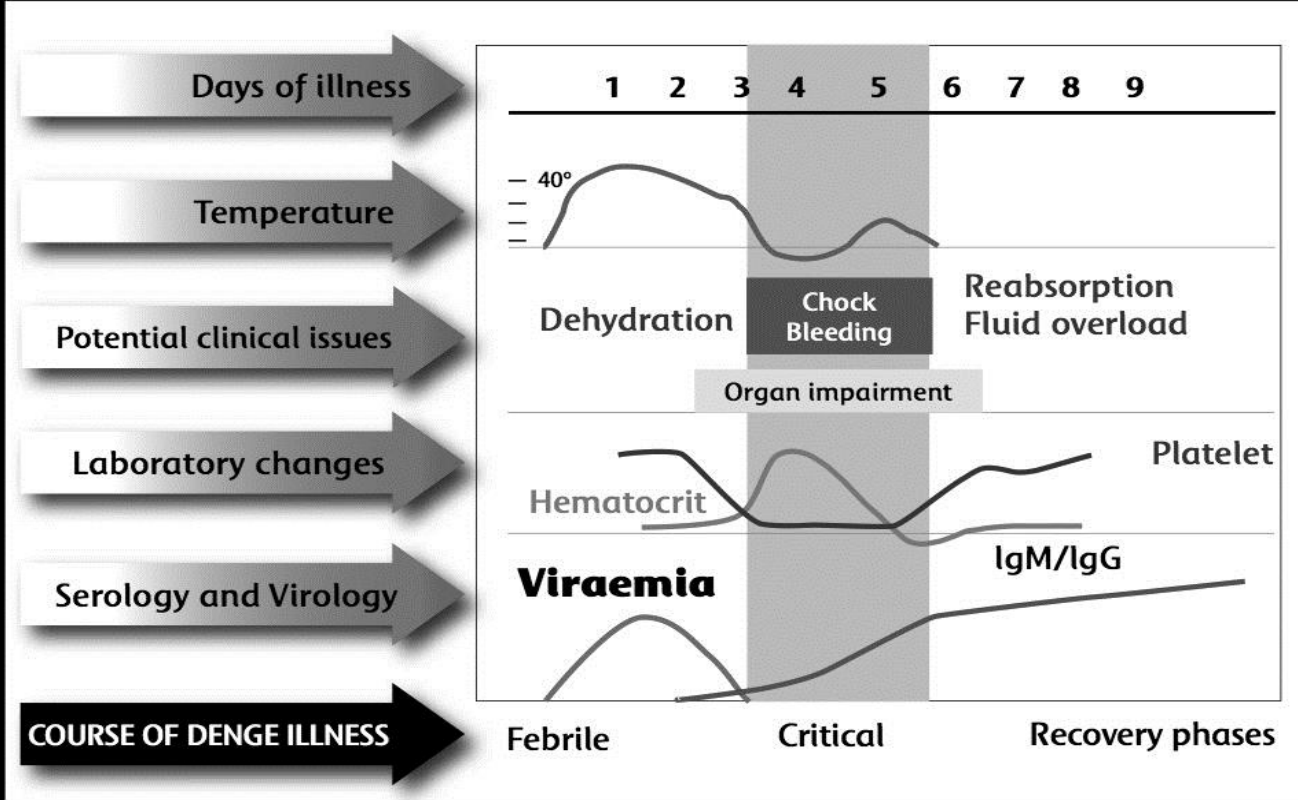 Days of illness
1 2 3 4 5 6 7 8 9
Temperature
40°
Potential clinical issues
Dehydration
Chock
Bleeding
Reabsorption
Fluid overload
Organ impairment
Laboratory changes
Hematocrit
Platelet
Serology and Virology
Viraemia
IgM/IgG
COURSE OF DENGE ILLNESS
Febrile
Critical
Recovery phases